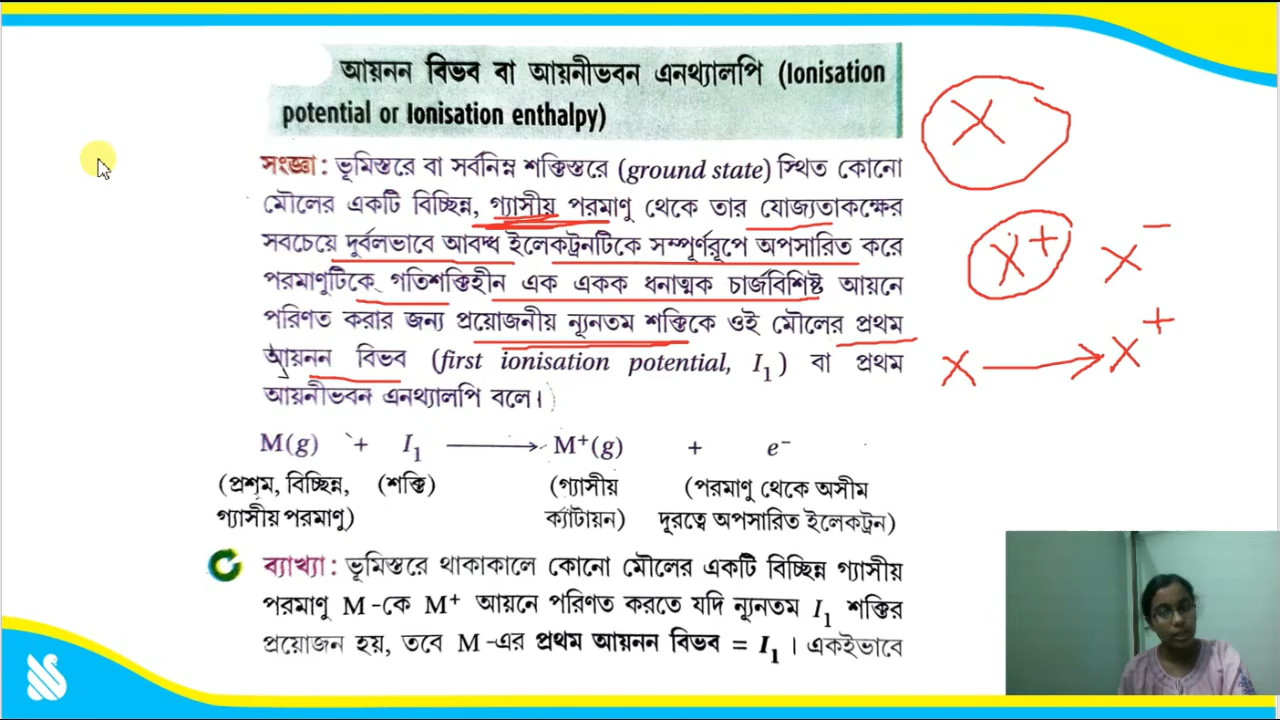 আয়নন বিভব বা আয়নীভবন এনথ্যালপি (Ionisation
potential or Ionisation enthalpy)
সংজ্ঞা : ভূমিস্তরে বা সর্বনিম্ন শক্তিস্তরে (ground state) স্থিত কোনো
মৌলের একটি বিচ্ছিন্ন, গ্যাসীয় পরমাণু থেকে তার যোজ্যতাকক্ষের
সবচেয়ে দুর্বলভাবে আবদ্ধ ইলেকট্রনটিকে সম্পূর্ণরূপে অপসারিত করে
পরমাণুটিকে গতিশক্তিহীন এক একক ধনাত্মক চার্জবিশিষ্ট আয়নে
পরিণত করার জন্য প্রয়োজনীয় ন্যূনতম শক্তিকে ওই মৌলের প্রথম
আয়নন বিভব (first ionisation potential, I₁) বা প্রথম
আয়নীভবন এনথ্যালপি বলে।
M(g) + I₁ ⟶ M⁺(g) + e⁻
(প্রশম, বিচ্ছিন্ন, (শক্তি) (গ্যাসীয় (পরমাণু থেকে অসীম
গ্যাসীয় পরমাণু) ক্যাটায়ন) দূরত্বে অপসারিত ইলেকট্রন)
ব্যাখ্যা : ভূমিস্তরে থাকাকালে কোনো মৌলের একটি বিচ্ছিন্ন গ্যাসীয়
পরমাণু M-কে M⁺ আয়নে পরিণত করতে যদি ন্যূনতম I₁ শক্তির
প্রয়োজন হয়, তবে M-এর প্রথম আয়নন বিভব = I₁ । একইভাবে
X
X⁺ X⁻
X ⟶ X⁺